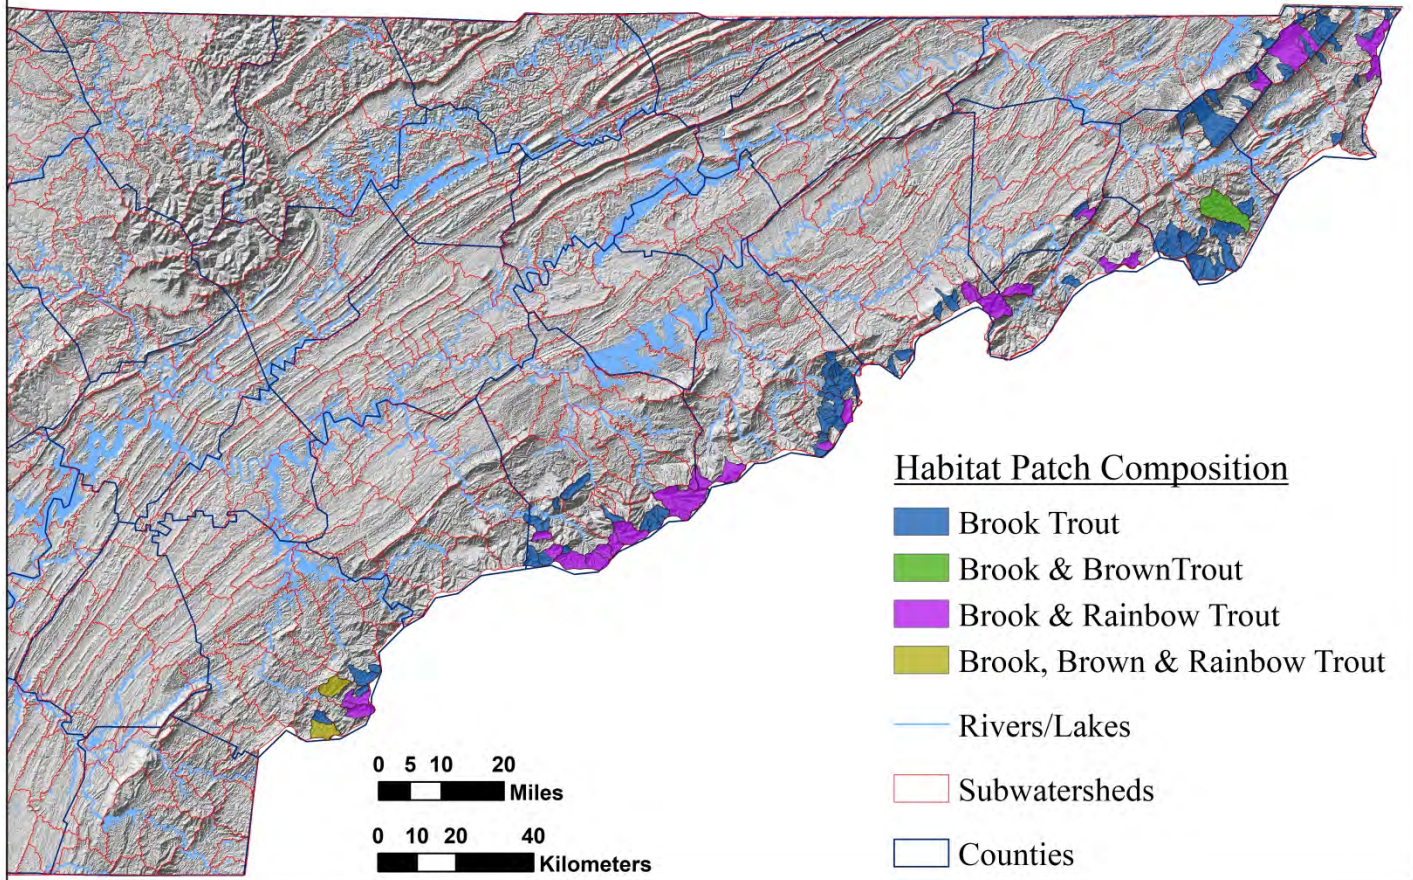 Habitat Patch Composition
Brook Trout
Brook & BrownTrout
Brook & Rainbow Trout
Brook, Brown & Rainbow Trout
Rivers/Lakes
Subwatersheds
Counties
0 5 10 20
Miles
0 10 20 40
Kilometers